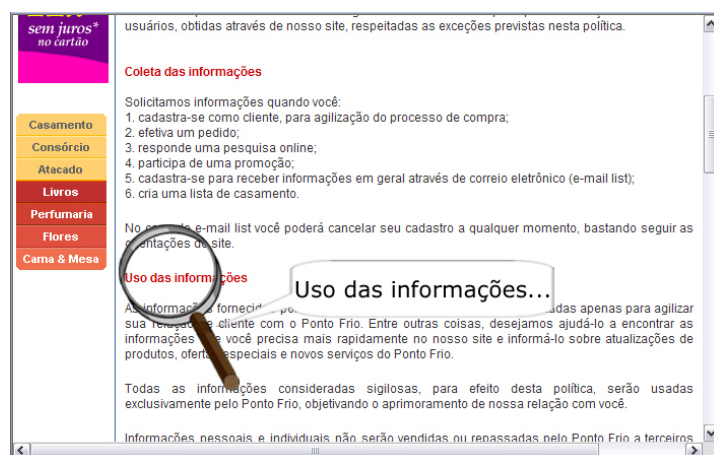 sem juros*
no cartão
Casamento
Consórcio
Atacado
Livros
Perfumaria
Flores
Cama & Mesa
usuários, obtidas através de nosso site, respeitadas as exceções previstas nesta política.
Coleta das informações
Solicitamos informações quando você:
1. cadastra-se como cliente, para agilização do processo de compra;
2. efetiva um pedido;
3. responde uma pesquisa online;
4. participa de uma promoção;
5. cadastra-se para receber informações em geral através de correio eletrônico (e-mail list);
6. cria uma lista de casamento.
No e-mail list você poderá cancelar seu cadastro a qualquer momento, bastando seguir as
do site.
Uso das informações
Uso das informações...
As informações apenas para agilizar
sua cliente com o Ponto Frio. Entre outras coisas, desejamos ajudá-lo a encontrar as
informações você precisa mais rapidamente no nosso site e informá-lo sobre atualizações de
produtos, especiais e novos serviços do Ponto Frio.
Todas as informações consideradas sigilosas, para efeito desta política, serão usadas
exclusivamente pelo Ponto Frio, objetivando o aprimoramento de nossa relação com você.
Informações pessoais e individuais não serão vendidas ou repassadas pelo Ponto Frio a terceiros